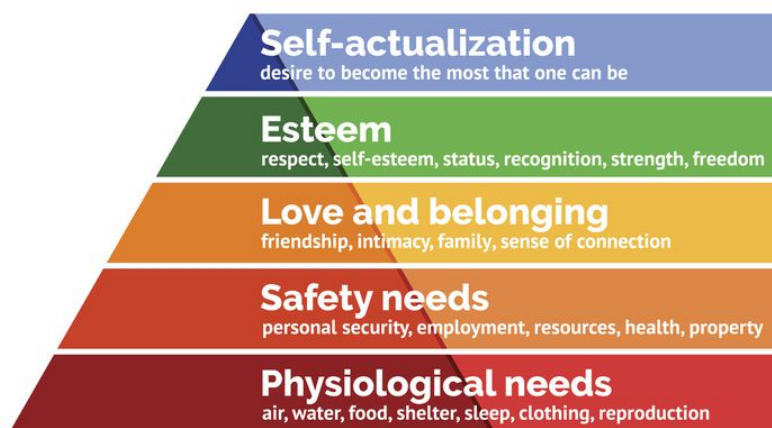 Self-actualization
desire to become the most that one can be
Esteem
respect, self-esteem, status, recognition, strength, freedom
Love and belonging
friendship, intimacy, family, sense of connection
Safety needs
personal security, employment, resources, health, property
Physiological needs
air, water, food, shelter, sleep, clothing, reproduction